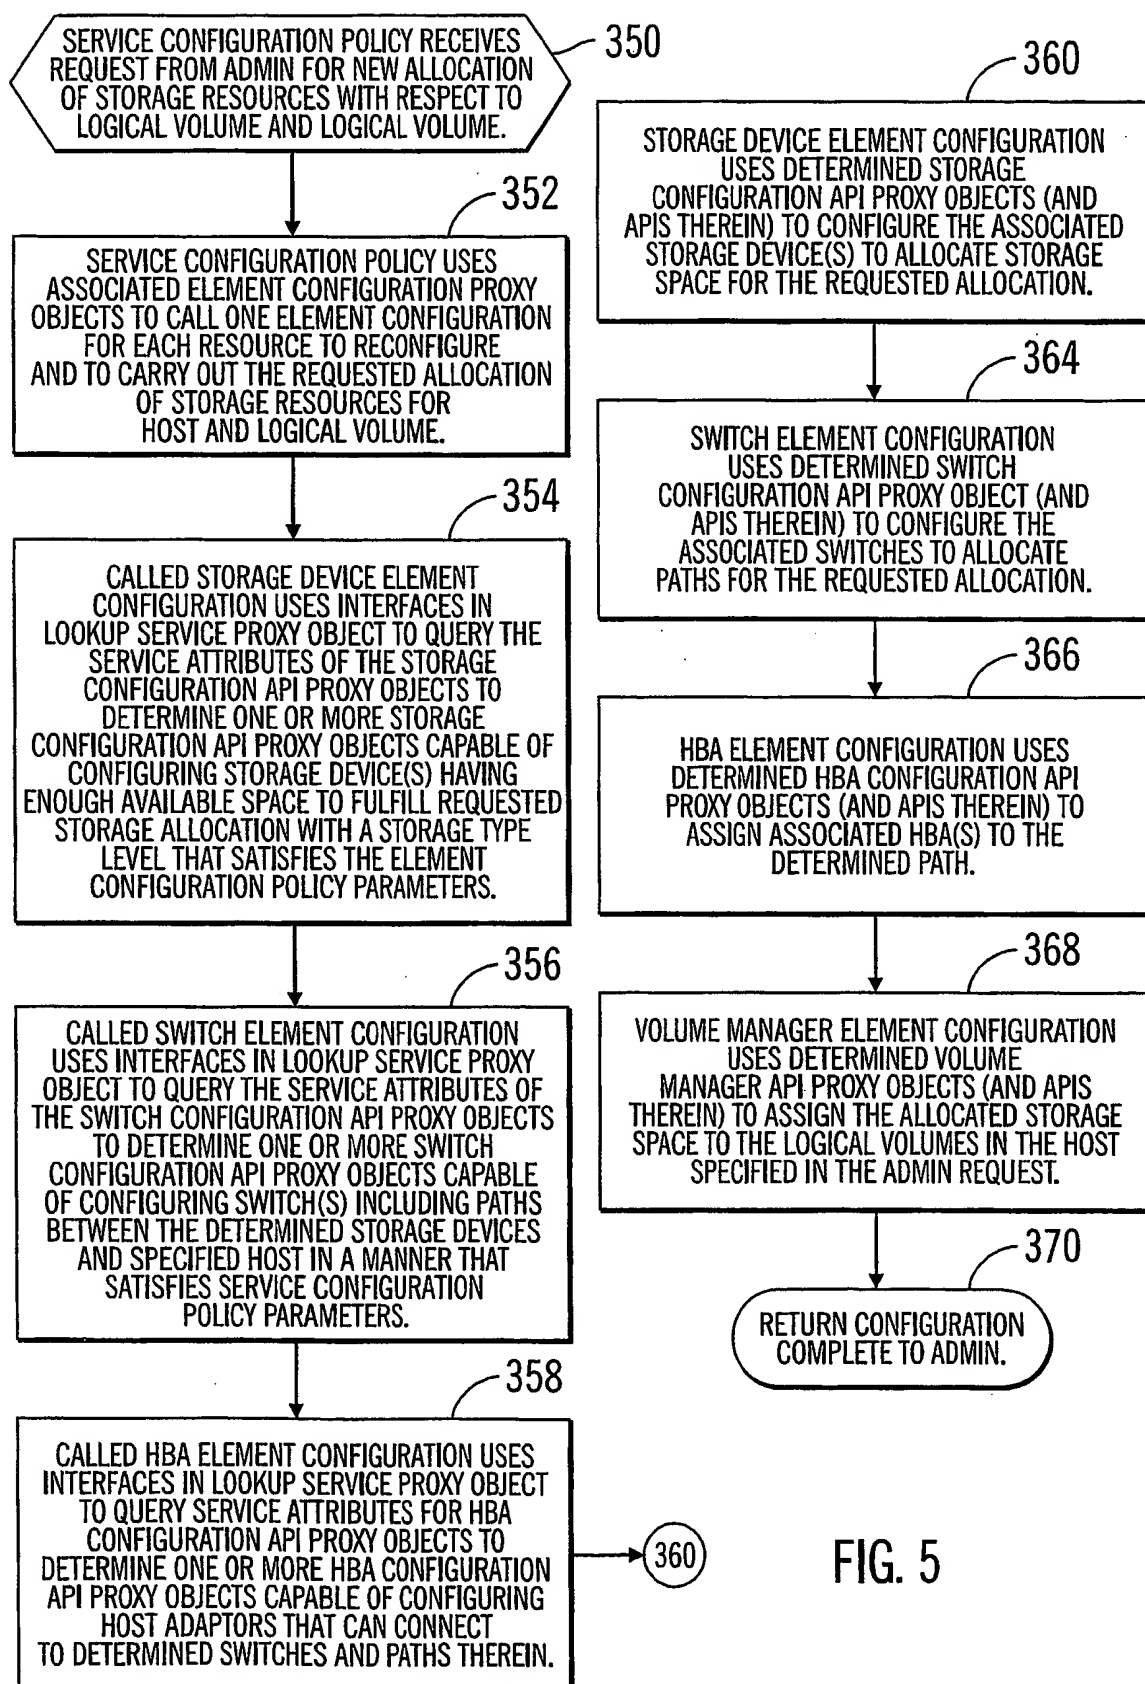 350
SERVICE CONFIGURATION POLICY RECEIVES
REQUEST FROM ADMIN FOR NEW ALLOCATION
OF STORAGE RESOURCES WITH RESPECT TO
LOGICAL VOLUME AND LOGICAL VOLUME.
352
SERVICE CONFIGURATION POLICY USES
ASSOCIATED ELEMENT CONFIGURATION PROXY
OBJECTS TO CALL ONE ELEMENT CONFIGURATION
FOR EACH RESOURCE TO RECONFIGURE
AND TO CARRY OUT THE REQUESTED ALLOCATION
OF STORAGE RESOURCES FOR
HOST AND LOGICAL VOLUME.
354
CALLED STORAGE DEVICE ELEMENT
CONFIGURATION USES INTERFACES IN
LOOKUP SERVICE PROXY OBJECT TO QUERY THE
SERVICE ATTRIBUTES OF THE STORAGE
CONFIGURATION API PROXY OBJECTS TO
DETERMINE ONE OR MORE STORAGE
CONFIGURATION API PROXY OBJECTS CAPABLE OF
CONFIGURING STORAGE DEVICE(S) HAVING
ENOUGH AVAILABLE SPACE TO FULFILL REQUESTED
STORAGE ALLOCATION WITH A STORAGE TYPE
LEVEL THAT SATISFIES THE ELEMENT
CONFIGURATION POLICY PARAMETERS.
356
CALLED SWITCH ELEMENT CONFIGURATION
USES INTERFACES IN LOOKUP SERVICE PROXY
OBJECT TO QUERY THE SERVICE ATTRIBUTES OF
THE SWITCH CONFIGURATION API PROXY OBJECTS
TO DETERMINE ONE OR MORE SWITCH
CONFIGURATION API PROXY OBJECTS CAPABLE
OF CONFIGURING SWITCH(S) INCLUDING PATHS
BETWEEN THE DETERMINED STORAGE DEVICES
AND SPECIFIED HOST IN A MANNER THAT
SATISFIES SERVICE CONFIGURATION
POLICY PARAMETERS.
358
CALLED HBA ELEMENT CONFIGURATION USES
INTERFACES IN LOOKUP SERVICE PROXY OBJECT
TO QUERY SERVICE ATTRIBUTES FOR HBA
CONFIGURATION API PROXY OBJECTS TO
DETERMINE ONE OR MORE HBA CONFIGURATION
API PROXY OBJECTS CAPABLE OF CONFIGURING
HOST ADAPTORS THAT CAN CONNECT
TO DETERMINED SWITCHES AND PATHS THEREIN.
360
360
STORAGE DEVICE ELEMENT CONFIGURATION
USES DETERMINED STORAGE
CONFIGURATION API PROXY OBJECTS (AND
APIS THEREIN) TO CONFIGURE THE ASSOCIATED
STORAGE DEVICE(S) TO ALLOCATE STORAGE
SPACE FOR THE REQUESTED ALLOCATION.
364
SWITCH ELEMENT CONFIGURATION
USES DETERMINED SWITCH
CONFIGURATION API PROXY OBJECT (AND
APIS THEREIN) TO CONFIGURE THE
ASSOCIATED SWITCHES TO ALLOCATE
PATHS FOR THE REQUESTED ALLOCATION.
366
HBA ELEMENT CONFIGURATION USES
DETERMINED HBA CONFIGURATION API
PROXY OBJECTS (AND APIS THEREIN) TO
ASSIGN ASSOCIATED HBA(S) TO THE
DETERMINED PATH.
368
VOLUME MANAGER ELEMENT CONFIGURATION
USES DETERMINED VOLUME
MANAGER API PROXY OBJECTS (AND APIS
THEREIN) TO ASSIGN THE ALLOCATED STORAGE
SPACE TO THE LOGICAL VOLUMES IN THE HOST
SPECIFIED IN THE ADMIN REQUEST.
370
RETURN CONFIGURATION
COMPLETE TO ADMIN.
FIG. 5